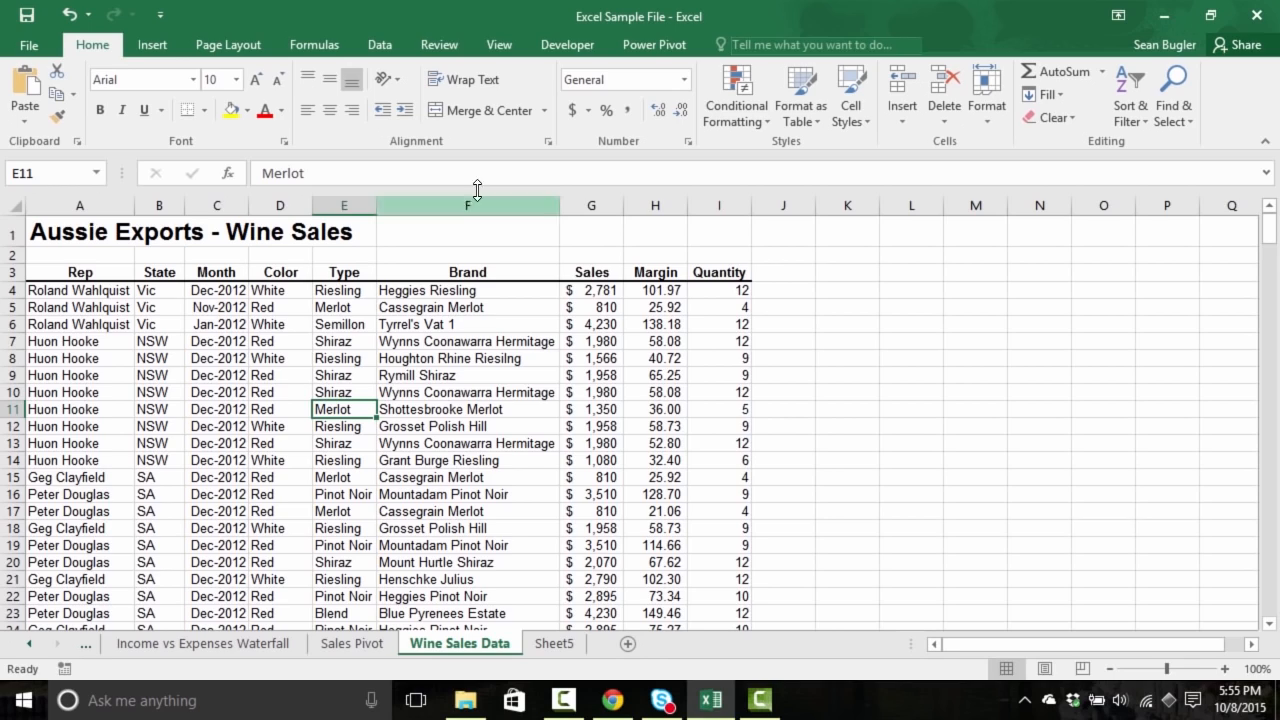 Excel Sample File - Excel
File Home Insert Page Layout Formulas Data Review View Developer Power Pivot Tell me what you want to do... Sean Bugler Share
Arial 10 Wrap Text General AutoSum
Paste B I U Merge & Center $ % , Conditional Formatting Format as Table Cell Styles Insert Delete Format Fill Sort & Filter Find & Select
Clear
Clipboard Font Alignment Number Styles Cells Editing
E11 fx Merlot
A B C D E F G H I J K L M N O P Q
1 Aussie Exports - Wine Sales
2
3 Rep State Month Color Type Brand Sales Margin Quantity
4 Roland Wahlquist Vic Dec-2012 White Riesling Heggies Riesling $ 2,781 101.97 12
5 Roland Wahlquist Vic Nov-2012 Red Merlot Cassegrain Merlot $ 810 25.92 4
6 Roland Wahlquist Vic Jan-2012 White Semillon Tyrrel's Vat 1 $ 4,230 138.18 12
7 Huon Hooke NSW Dec-2012 Red Shiraz Wynns Coonawarra Hermitage $ 1,980 58.08 12
8 Huon Hooke NSW Dec-2012 White Riesling Houghton Rhine Riesilng $ 1,566 40.72 9
9 Huon Hooke NSW Dec-2012 Red Shiraz Rymill Shiraz $ 1,958 65.25 9
10 Huon Hooke NSW Dec-2012 Red Shiraz Wynns Coonawarra Hermitage $ 1,980 58.08 12
11 Huon Hooke NSW Dec-2012 Red Merlot Shottesbrooke Merlot $ 1,350 36.00 5
12 Huon Hooke NSW Dec-2012 White Riesling Grosset Polish Hill $ 1,958 58.73 9
13 Huon Hooke NSW Dec-2012 Red Shiraz Wynns Coonawarra Hermitage $ 1,980 52.80 12
14 Huon Hooke NSW Dec-2012 White Riesling Grant Burge Riesling $ 1,080 32.40 6
15 Geg Clayfield SA Dec-2012 Red Merlot Cassegrain Merlot $ 810 25.92 4
16 Peter Douglas SA Dec-2012 Red Pinot Noir Mountadam Pinot Noir $ 3,510 128.70 9
17 Peter Douglas SA Dec-2012 Red Merlot Cassegrain Merlot $ 810 21.06 4
18 Geg Clayfield SA Dec-2012 White Riesling Grosset Polish Hill $ 1,958 58.73 9
19 Peter Douglas SA Dec-2012 Red Pinot Noir Mountadam Pinot Noir $ 3,510 114.66 9
20 Peter Douglas SA Dec-2012 Red Shiraz Mount Hurtle Shiraz $ 2,070 67.62 12
21 Geg Clayfield SA Dec-2012 White Riesling Henschke Julius $ 2,790 102.30 12
22 Peter Douglas SA Dec-2012 Red Pinot Noir Heggies Pinot Noir $ 2,895 73.34 10
23 Peter Douglas SA Dec-2012 Red Blend Blue Pyrenees Estate $ 4,230 149.46 12
24 Geg Clayfield SA Dec-2012 Red Pinot Noir Heggies Pinot Noir $ 2,895 75.27 10
... Income vs Expenses Waterfall Sales Pivot Wine Sales Data Sheet5
Ready 100%
Ask me anything 5:55 PM
10/8/2015